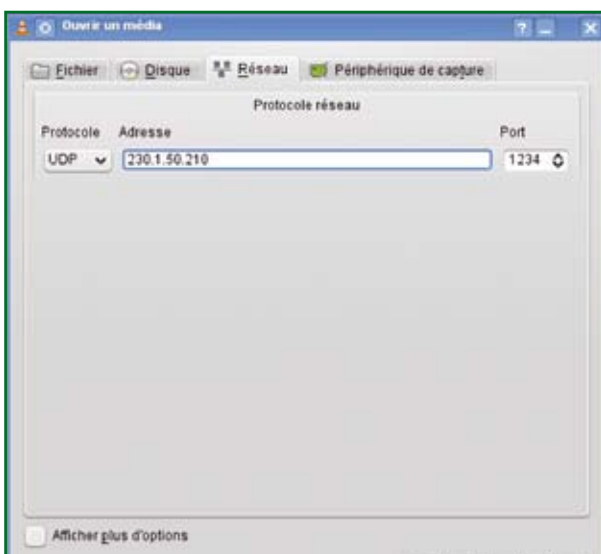 Ouvrir un média
Fichier Disque Réseau Périphérique de capture
Protocole réseau
Protocole Adresse Port
UDP 230.1.50.210 1234
Afficher plus d'options